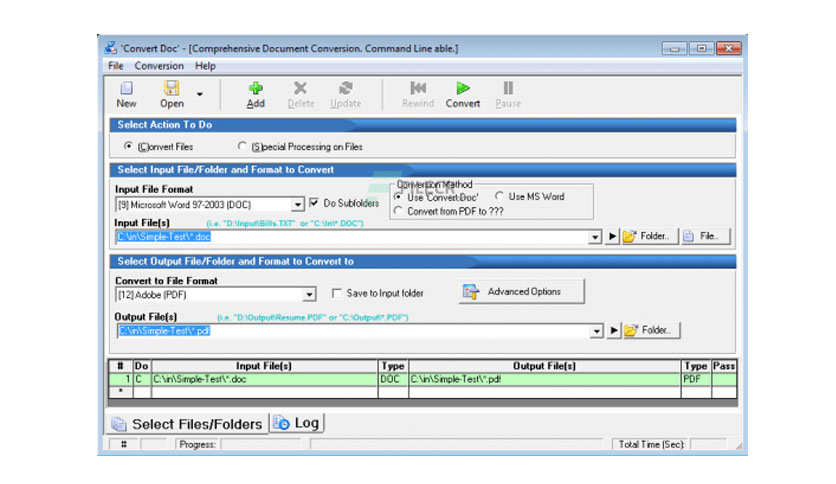 'Convert Doc' - [Comprehensive Document Conversion. Command Line able.]
File Conversion Help
New Open Add Delete Update Rewind Convert Pause
Select Action To Do
(C)onvert Files (S)pecial Processing on Files
Select Input File/Folder and Format to Convert
Input File Format
[9] Microsoft Word 97-2003 (DOC) Do Subfolders
Conversion Method
Use 'Convert Doc' Use MS Word
Convert from PDF to ???
Input File(s) (i.e. "D:\Input\Bills.TXT" or "C:\In\*.DOC")
C:\in\Simple-Test\*.doc Folder.. File..
Select Output File/Folder and Format to Convert to
Convert to File Format
[12] Adobe (PDF) Save to Input folder Advanced Options
Output File(s) (i.e. "D:\Output\Resume.PDF" or "C:\Output\*.PDF")
C:\in\Simple-Test\*.pdf Folder..
# Do Input File(s) Type Output File(s) Type Pass
1 C C:\in\Simple-Test\*.doc DOC C:\in\Simple-Test\*.pdf PDF
*
Select Files/Folders Log
# Progress: Total Time (Sec):